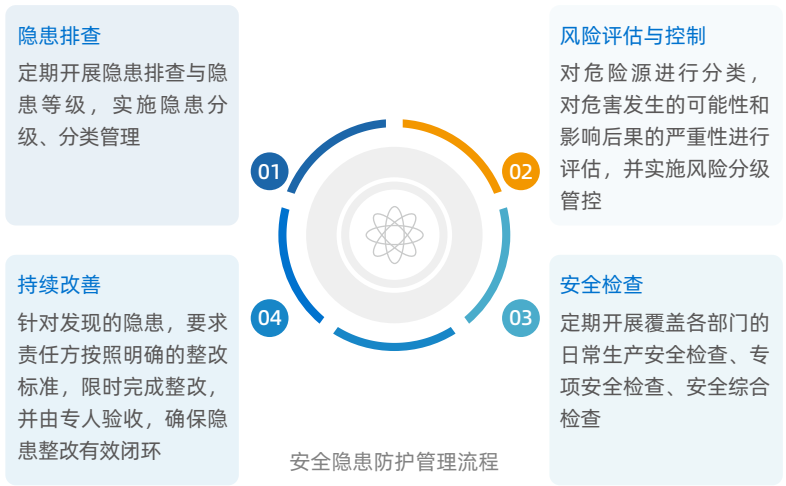 隐患排查
定期开展隐患排查与隐
患等级，实施隐患分
级、分类管理
01
风险评估与控制
对危险源进行分类，
对危害发生的可能性和
影响后果的严重性进行
评估，并实施风险分级
管控
02
安全检查
定期开展覆盖各部门的
日常生产安全检查、专
项安全检查、安全综合
检查
03
持续改善
针对发现的隐患，要求
责任方按照明确的整改
标准，限时完成整改，
并由专人验收，确保隐
患整改有效闭环
04
安全隐患防护管理流程